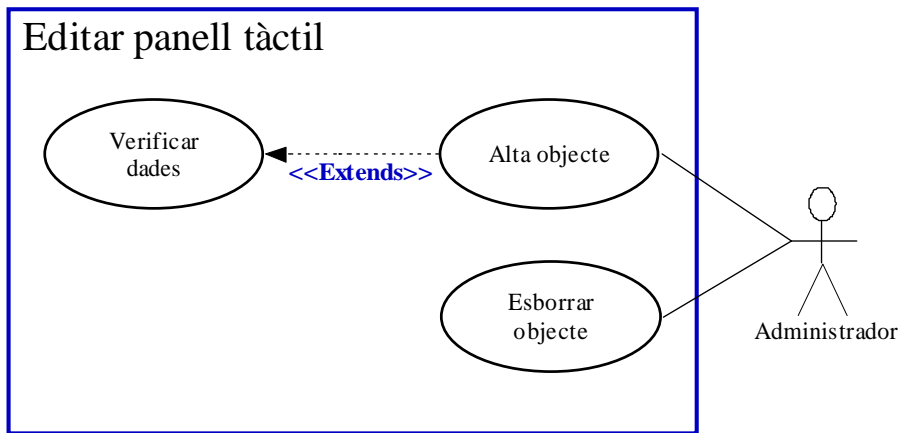 Editar panell tàctil
Verificar
dades
<<Extends>>
Alta objecte
Esborrar
objecte
Administrador